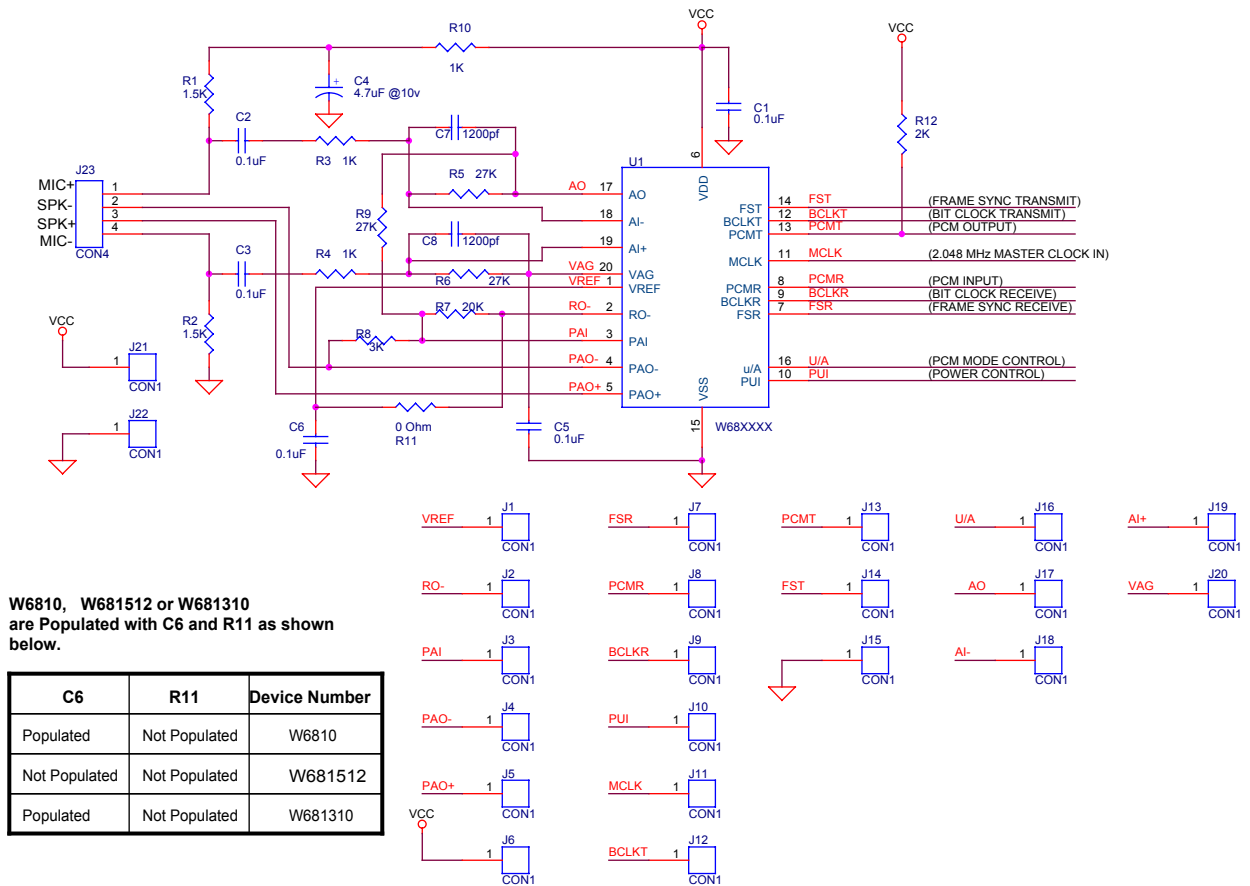 VCC
VCC
R10
1K
R1
1.5K
C4
4.7uF @10v
+
C1
0.1uF
R12
2K
C2
0.1uF
R3 1K
C7 1200pf
R5 27K
U1
6
VDD
J23
MIC+ 1
SPK- 2
SPK+ 3
MIC- 4
CON4
R9
27K
C8 1200pf
C3
0.1uF
R4 1K
R6 27K
R7 20K
R8
3K
R2
1.5K
AO 17 AO
18 AI-
19 AI+
VAG 20 VAG
VREF 1 VREF
RO- 2 RO-
PAI 3 PAI
PAO- 4 PAO-
PAO+ 5 PAO+
FST 14 FST (FRAME SYNC TRANSMIT)
BCLKT 12 BCLKT (BIT CLOCK TRANSMIT)
PCMT 13 PCMT (PCM OUTPUT)
MCLK 11 MCLK (2.048 MHz MASTER CLOCK IN)
PCMR 8 PCMR (PCM INPUT)
BCLKR 9 BCLKR (BIT CLOCK RECEIVE)
FSR 7 FSR (FRAME SYNC RECEIVE)
u/A 16 U/A (PCM MODE CONTROL)
PUI 10 PUI (POWER CONTROL)
VSS
15
W68XXXX
VCC
J21
1
CON1
J22
1
CON1
C6
0.1uF
0 Ohm
R11
C5
0.1uF
J1
VREF 1
CON1
J7
FSR 1
CON1
J13
PCMT 1
CON1
J16
U/A 1
CON1
J19
AI+ 1
CON1
J2
RO- 1
CON1
J8
PCMR 1
CON1
J14
FST 1
CON1
J17
AO 1
CON1
J20
VAG 1
CON1
J3
PAI 1
CON1
J9
BCLKR 1
CON1
J15
1
CON1
J18
AI- 1
CON1
J4
PAO- 1
CON1
J10
PUI 1
CON1
J5
PAO+ 1
CON1
J11
MCLK 1
CON1
VCC
J6
1
CON1
J12
BCLKT 1
CON1
W6810, W681512 or W681310
are Populated with C6 and R11 as shown
below.
C6 R11 Device Number
Populated Not Populated W6810
Not Populated Not Populated W681512
Populated Not Populated W681310